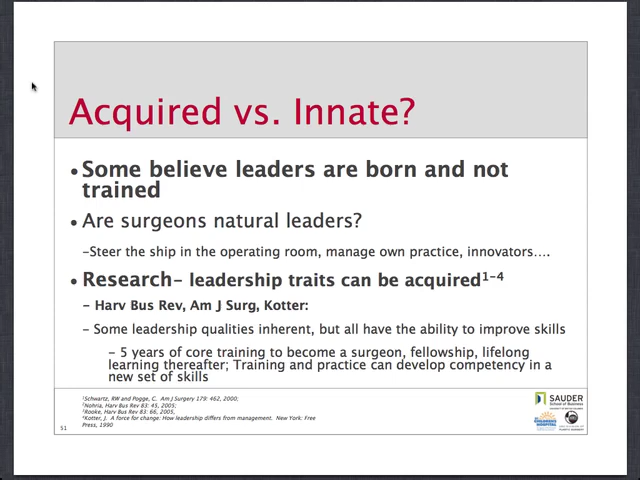 Acquired vs. Innate?
• Some believe leaders are born and not
trained
• Are surgeons natural leaders?
–Steer the ship in the operating room, manage own practice, innovators….
• Research– leadership traits can be acquired1–4
– Harv Bus Rev, Am J Surg, Kotter:
– Some leadership qualities inherent, but all have the ability to improve skills
– 5 years of core training to become a surgeon, fellowship, lifelong
learning thereafter; Training and practice can develop competency in a
new set of skills
1Schwartz, RW and Pogge, C. Am J Surgery 179: 462, 2000;
2Nohria, Harv Bus Rev 83: 45, 2005;
3Rooke, Harv Bus Rev 83: 66, 2005,
4Kotter, J. A force for change: How leadership differs from management. New York: Free
Press, 1990
51
SAUDER
School of Business
CHILDREN'S
HOSPITAL